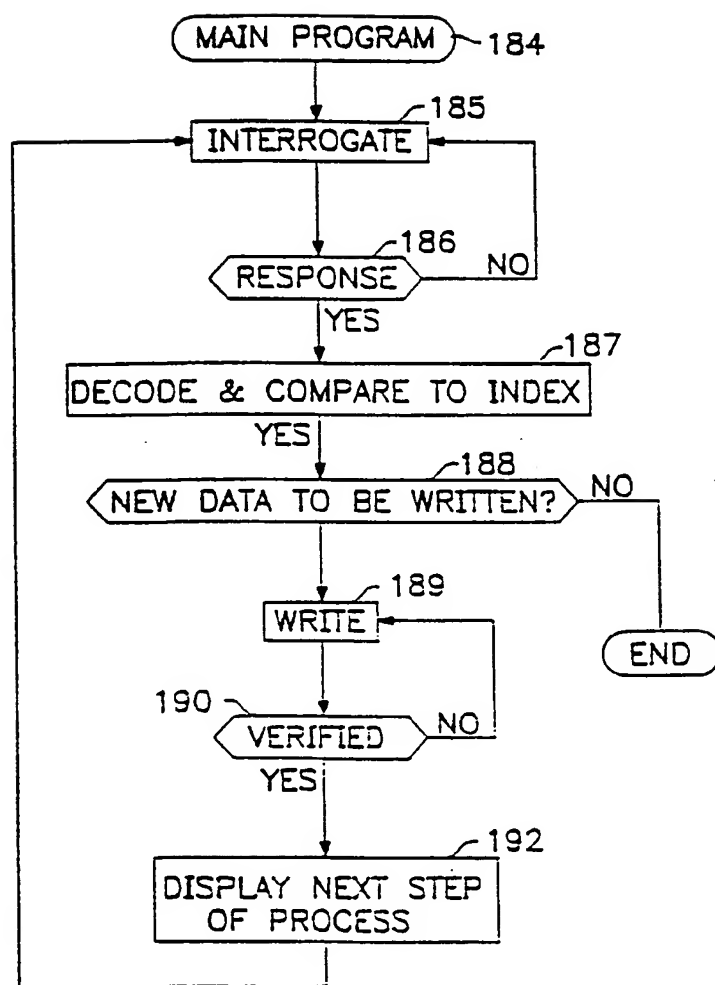 MAIN PROGRAM
184
185
INTERROGATE
186
RESPONSE
NO
YES
187
DECODE & COMPARE TO INDEX
YES
188
NEW DATA TO BE WRITTEN?
NO
189
WRITE
END
190
VERIFIED
NO
YES
192
DISPLAY NEXT STEP
OF PROCESS